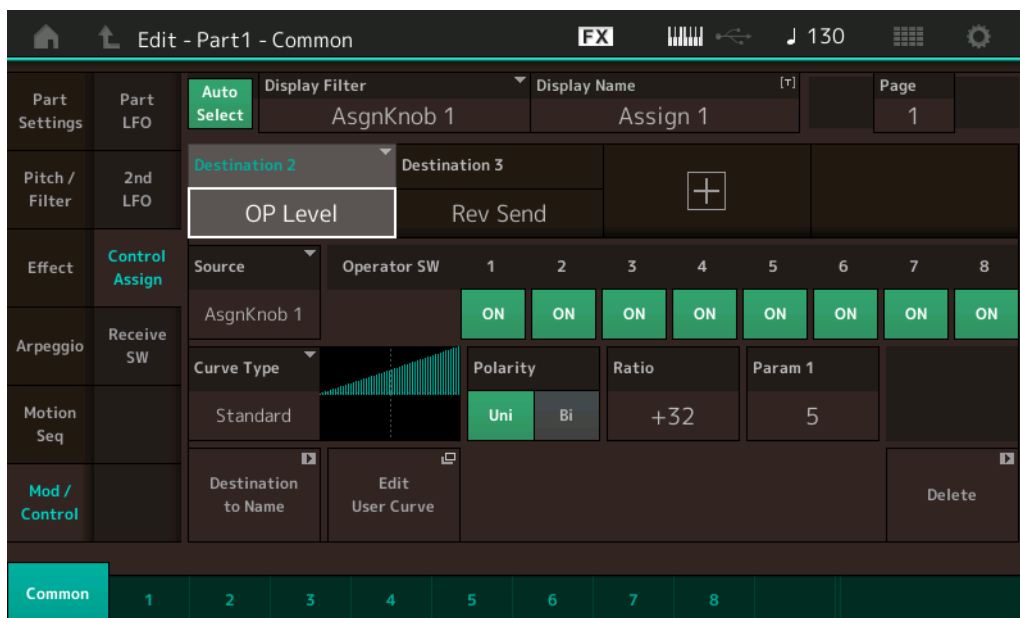 Edit - Part1 - Common FX 130
Part Settings
Pitch / Filter
Effect
Arpeggio
Motion Seq
Mod / Control
Part LFO
2nd LFO
Control Assign
Receive SW
Auto Select
Display Filter
AsgnKnob 1
Display Name [T]
Assign 1
Page
1
Destination 2
OP Level
Destination 3
Rev Send
Source
AsgnKnob 1
Operator SW 1 2 3 4 5 6 7 8
ON ON ON ON ON ON ON ON
Curve Type
Standard
Polarity
Uni Bi
Ratio
+32
Param 1
5
Destination to Name
Edit User Curve
Delete
Common 1 2 3 4 5 6 7 8